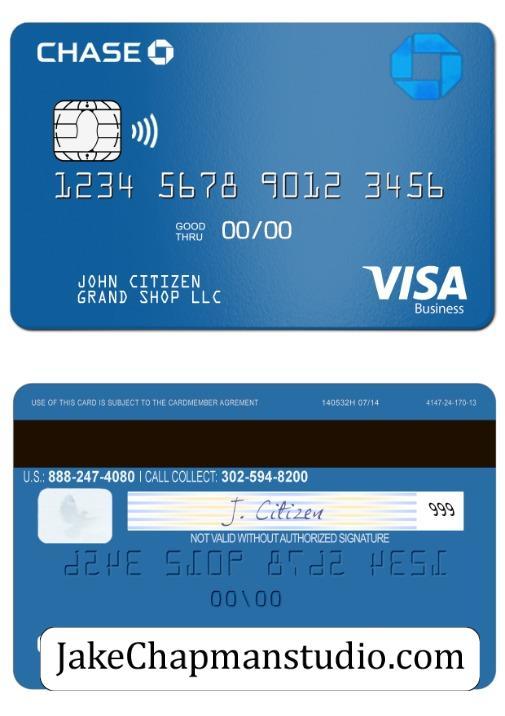 CHASE
1234 5678 9012 3456
GOOD
THRU
00/00
JOHN CITIZEN
GRAND SHOP LLC
VISA
Business
USE OF THIS CARD IS SUBJECT TO THE CARDMEMBER AGREMENT 140532H 07/14 4147-24-170-13
U.S.: 888-247-4080 I CALL COLLECT: 302-594-8200
J. Citizen 999
NOT VALID WITHOUT AUTHORIZED SIGNATURE
JakeChapmanstudio.com